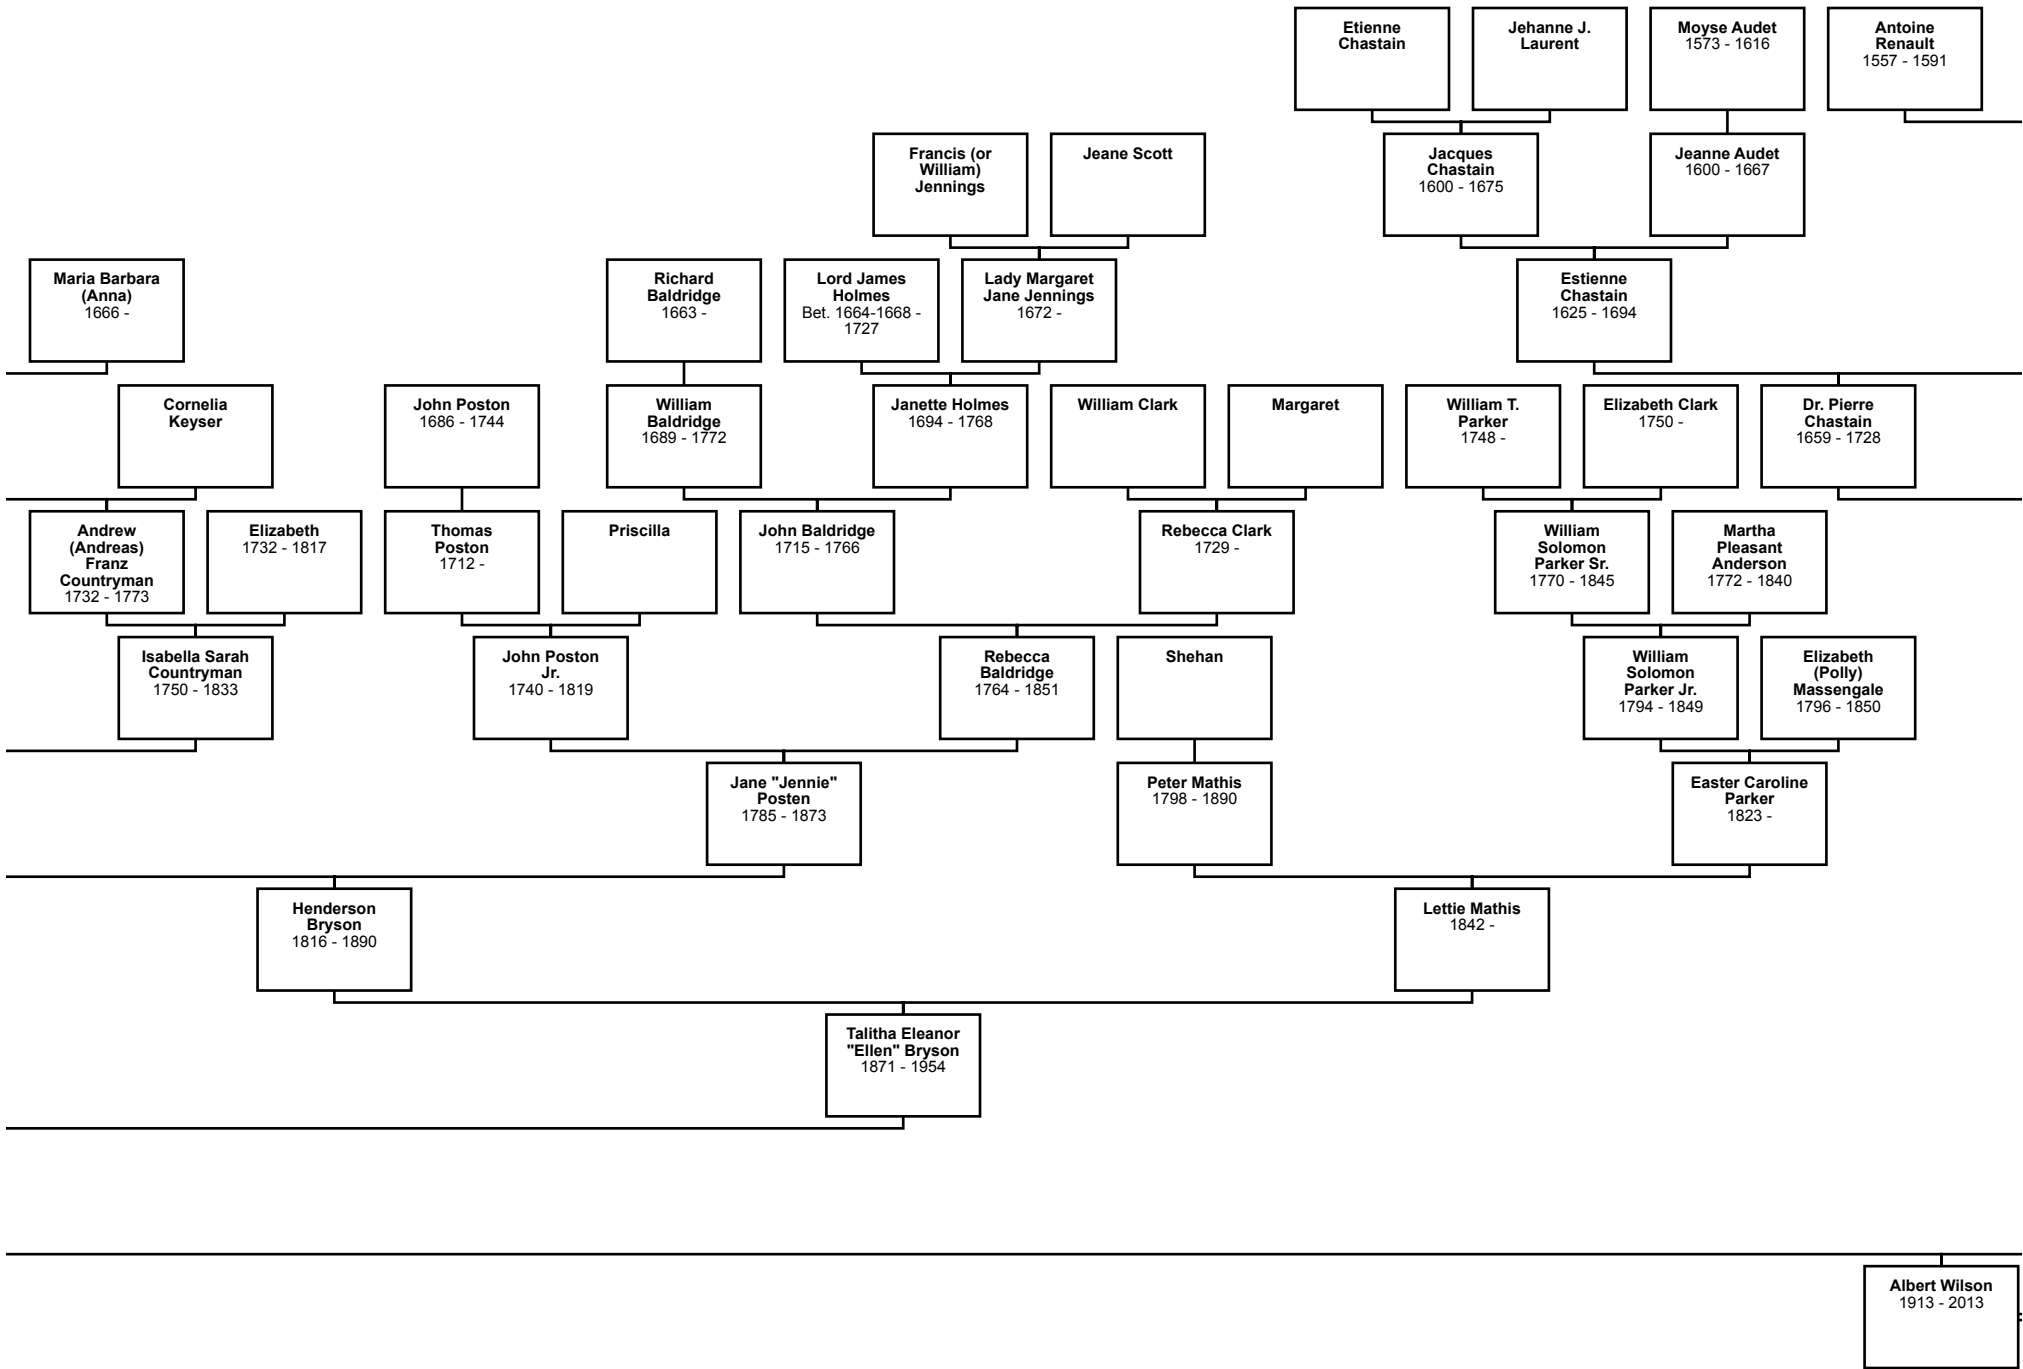 Etienne
Chastain
Jehanne J.
Laurent
Moyse Audet
1573 - 1616
Antoine
Renault
1557 - 1591
Francis (or
William)
Jennings
Jeane Scott
Jacques
Chastain
1600 - 1675
Jeanne Audet
1600 - 1667
Maria Barbara
(Anna)
1666 -
Richard
Baldridge
1663 -
Lord James
Holmes
Bet. 1664-1668 -
1727
Lady Margaret
Jane Jennings
1672 -
Estienne
Chastain
1625 - 1694
Cornelia
Keyser
John Poston
1686 - 1744
William
Baldridge
1689 - 1772
Janette Holmes
1694 - 1768
William Clark
Margaret
William T.
Parker
1748 -
Elizabeth Clark
1750 -
Dr. Pierre
Chastain
1659 - 1728
Andrew
(Andreas)
Franz
Countryman
1732 - 1773
Elizabeth
1732 - 1817
Thomas
Poston
1712 -
Priscilla
John Baldridge
1715 - 1766
Rebecca Clark
1729 -
William
Solomon
Parker Sr.
1770 - 1845
Martha
Pleasant
Anderson
1772 - 1840
Isabella Sarah
Countryman
1750 - 1833
John Poston
Jr.
1740 - 1819
Rebecca
Baldridge
1764 - 1851
Shehan
William
Solomon
Parker Jr.
1794 - 1849
Elizabeth
(Polly)
Massengale
1796 - 1850
Jane "Jennie"
Posten
1785 - 1873
Peter Mathis
1798 - 1890
Easter Caroline
Parker
1823 -
Henderson
Bryson
1816 - 1890
Lettie Mathis
1842 -
Talitha Eleanor
"Ellen" Bryson
1871 - 1954
Albert Wilson
1913 - 2013